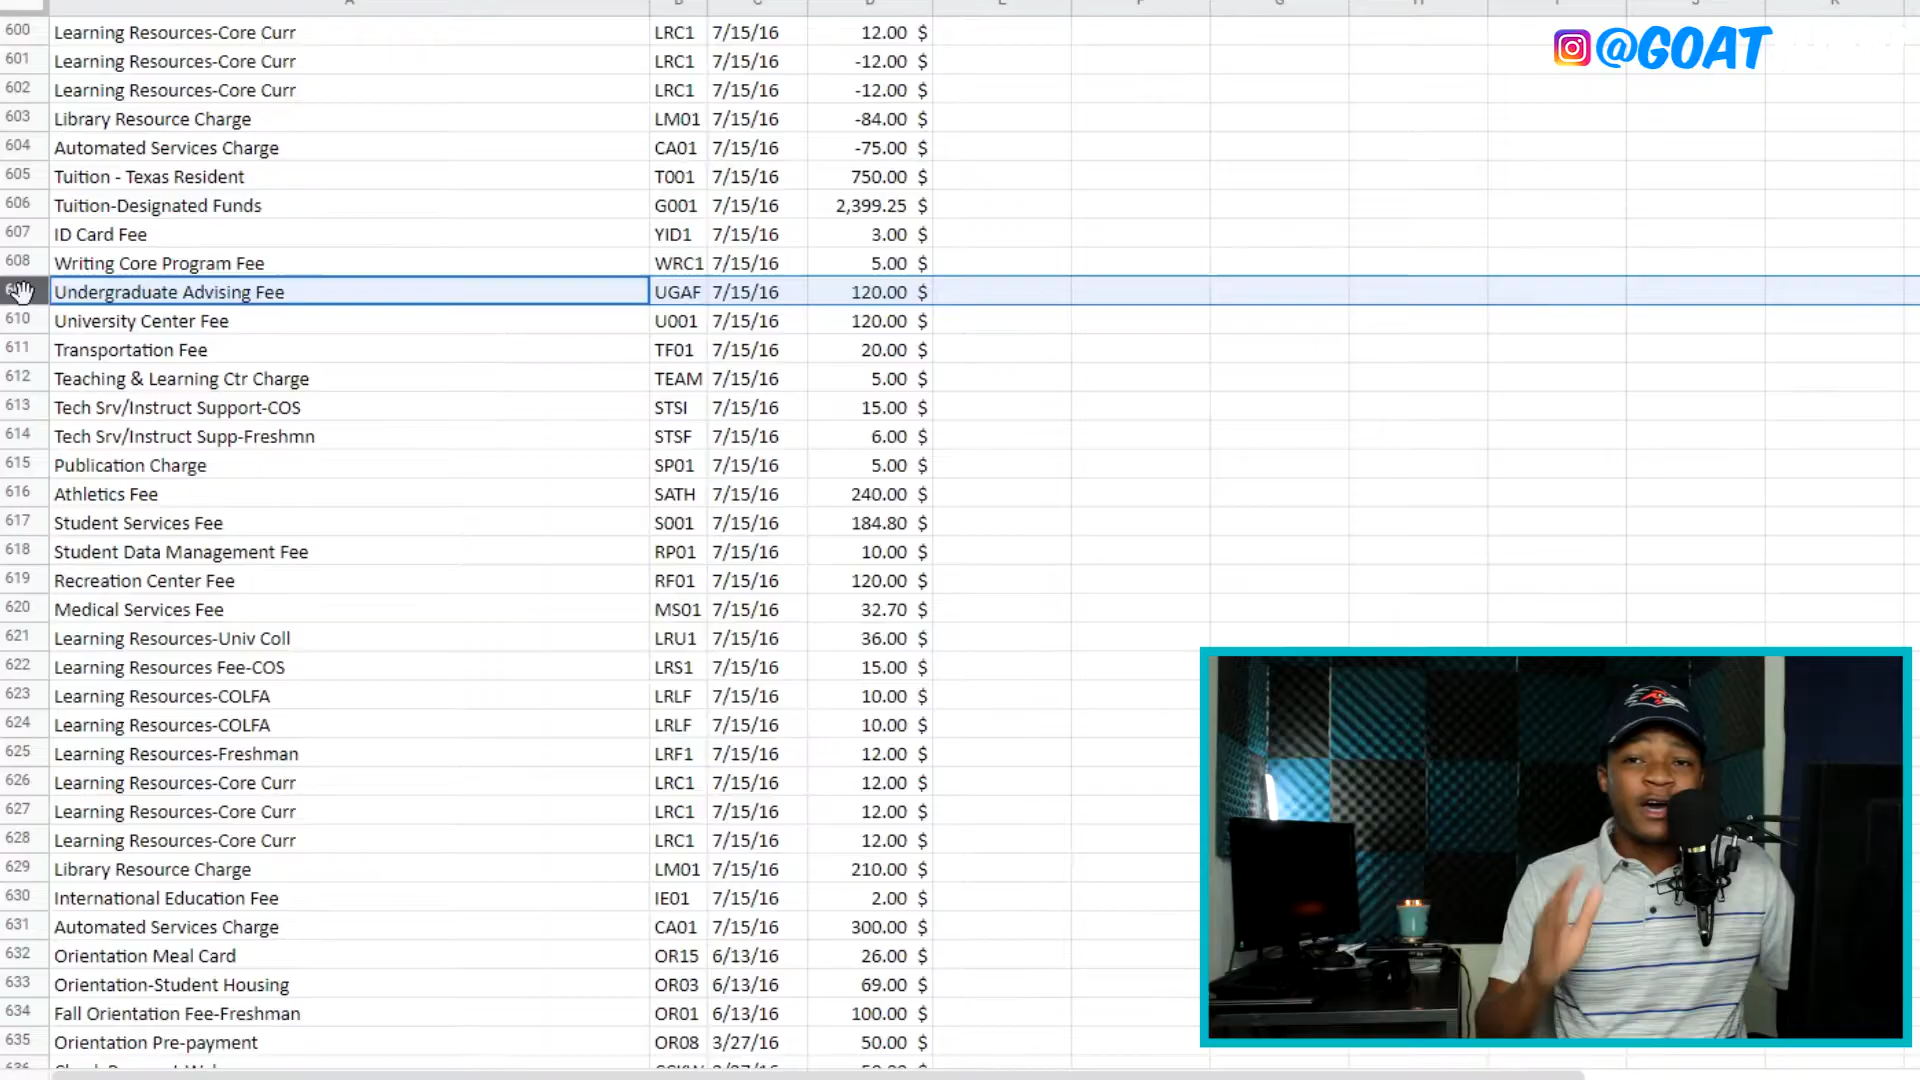 600 Learning Resources-Core Curr LRC1 7/15/16 12.00 $
601 Learning Resources-Core Curr LRC1 7/15/16 -12.00 $
602 Learning Resources-Core Curr LRC1 7/15/16 -12.00 $
603 Library Resource Charge LM01 7/15/16 -84.00 $
604 Automated Services Charge CA01 7/15/16 -75.00 $
605 Tuition - Texas Resident T001 7/15/16 750.00 $
606 Tuition-Designated Funds G001 7/15/16 2,399.25 $
607 ID Card Fee YID1 7/15/16 3.00 $
608 Writing Core Program Fee WRC1 7/15/16 5.00 $
Undergraduate Advising Fee UGAF 7/15/16 120.00 $
610 University Center Fee U001 7/15/16 120.00 $
611 Transportation Fee TF01 7/15/16 20.00 $
612 Teaching & Learning Ctr Charge TEAM 7/15/16 5.00 $
613 Tech Srv/Instruct Support-COS STSI 7/15/16 15.00 $
614 Tech Srv/Instruct Supp-Freshmn STSF 7/15/16 6.00 $
615 Publication Charge SP01 7/15/16 5.00 $
616 Athletics Fee SATH 7/15/16 240.00 $
617 Student Services Fee S001 7/15/16 184.80 $
618 Student Data Management Fee RP01 7/15/16 10.00 $
619 Recreation Center Fee RF01 7/15/16 120.00 $
620 Medical Services Fee MS01 7/15/16 32.70 $
621 Learning Resources-Univ Coll LRU1 7/15/16 36.00 $
622 Learning Resources Fee-COS LRS1 7/15/16 15.00 $
623 Learning Resources-COLFA LRLF 7/15/16 10.00 $
624 Learning Resources-COLFA LRLF 7/15/16 10.00 $
625 Learning Resources-Freshman LRF1 7/15/16 12.00 $
626 Learning Resources-Core Curr LRC1 7/15/16 12.00 $
627 Learning Resources-Core Curr LRC1 7/15/16 12.00 $
628 Learning Resources-Core Curr LRC1 7/15/16 12.00 $
629 Library Resource Charge LM01 7/15/16 210.00 $
630 International Education Fee IE01 7/15/16 2.00 $
631 Automated Services Charge CA01 7/15/16 300.00 $
632 Orientation Meal Card OR15 6/13/16 26.00 $
633 Orientation-Student Housing OR03 6/13/16 69.00 $
634 Fall Orientation Fee-Freshman OR01 6/13/16 100.00 $
635 Orientation Pre-payment OR08 3/27/16 50.00 $
@GOAT